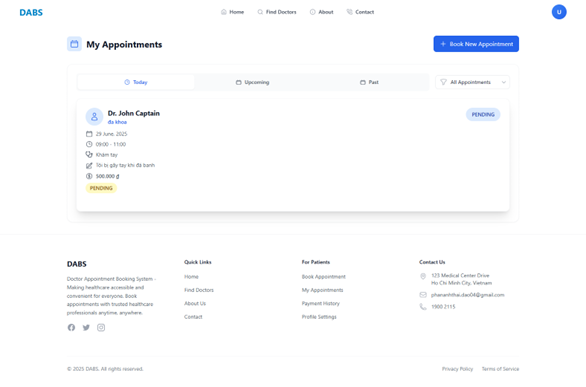 DABS
Home
Find Doctors
About
Contact
U
My Appointments
Book New Appointment
Today
Upcoming
Past
All Appointments
Dr. John Captain
đa khoa
PENDING
29 June, 2025
09:00 - 11:00
Khám tay
Tôi bị gãy tay khi đá banh
500.000 ₫
PENDING
DABS
Doctor Appointment Booking System -
Making healthcare accessible and
convenient for everyone. Book
appointments with trusted healthcare
professionals anytime, anywhere.
Quick Links
Home
Find Doctors
About Us
Contact
For Patients
Book Appointment
My Appointments
Payment History
Profile Settings
Contact Us
123 Medical Center Drive
Ho Chi Minh City, Vietnam
phananhthai.dao04@gmail.com
1900 2115
© 2025 DABS. All rights reserved.
Privacy Policy
Terms of Service